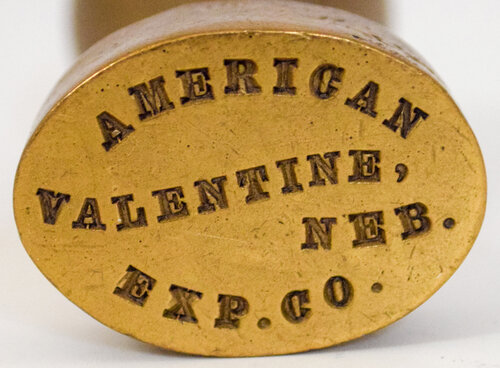 AMERICAN
VALENTINE,
NEB.
EXP. CO.